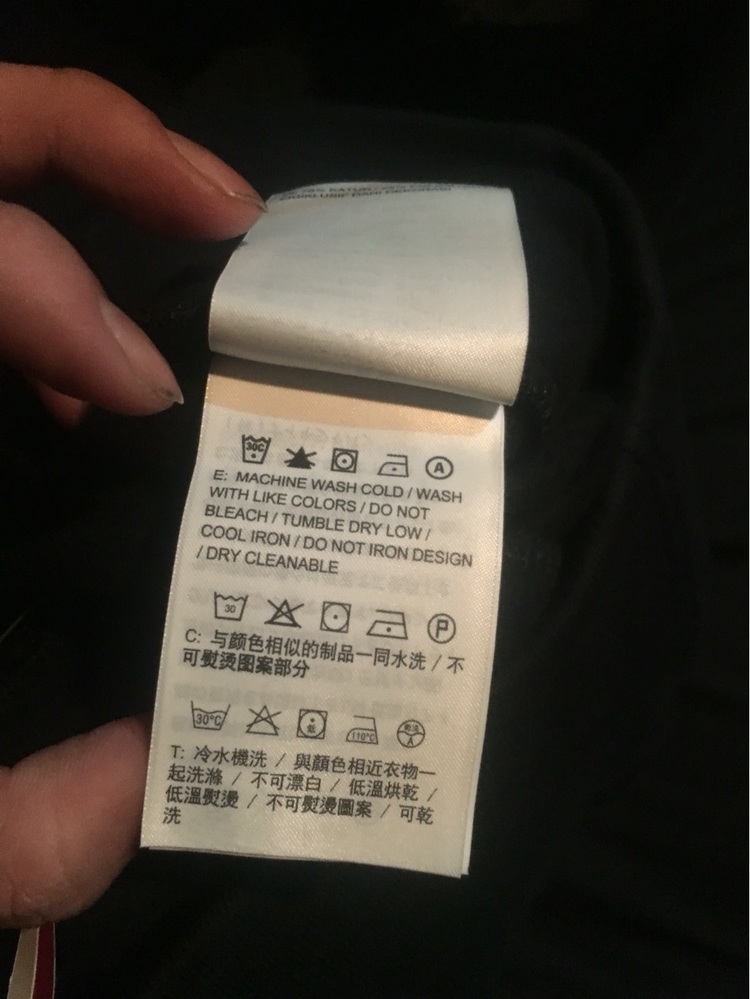 30C
A
E: MACHINE WASH COLD / WASH
WITH LIKE COLORS / DO NOT
BLEACH / TUMBLE DRY LOW /
COOL IRON / DO NOT IRON DESIGN
/ DRY CLEANABLE
30
P
C: 与颜色相似的制品一同水洗 / 不
可熨烫图案部分
30°C
低
110°C
A
T: 冷水機洗 / 與顏色相近衣物一
起洗滌 / 不可漂白 / 低溫烘乾 /
低溫熨燙 / 不可熨燙圖案 / 可乾
洗